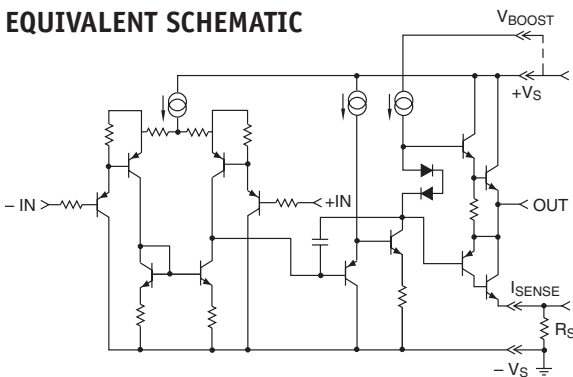 EQUIVALENT SCHEMATIC
VBOOST
+VS
– IN
+IN
OUT
ISENSE
RS
– VS